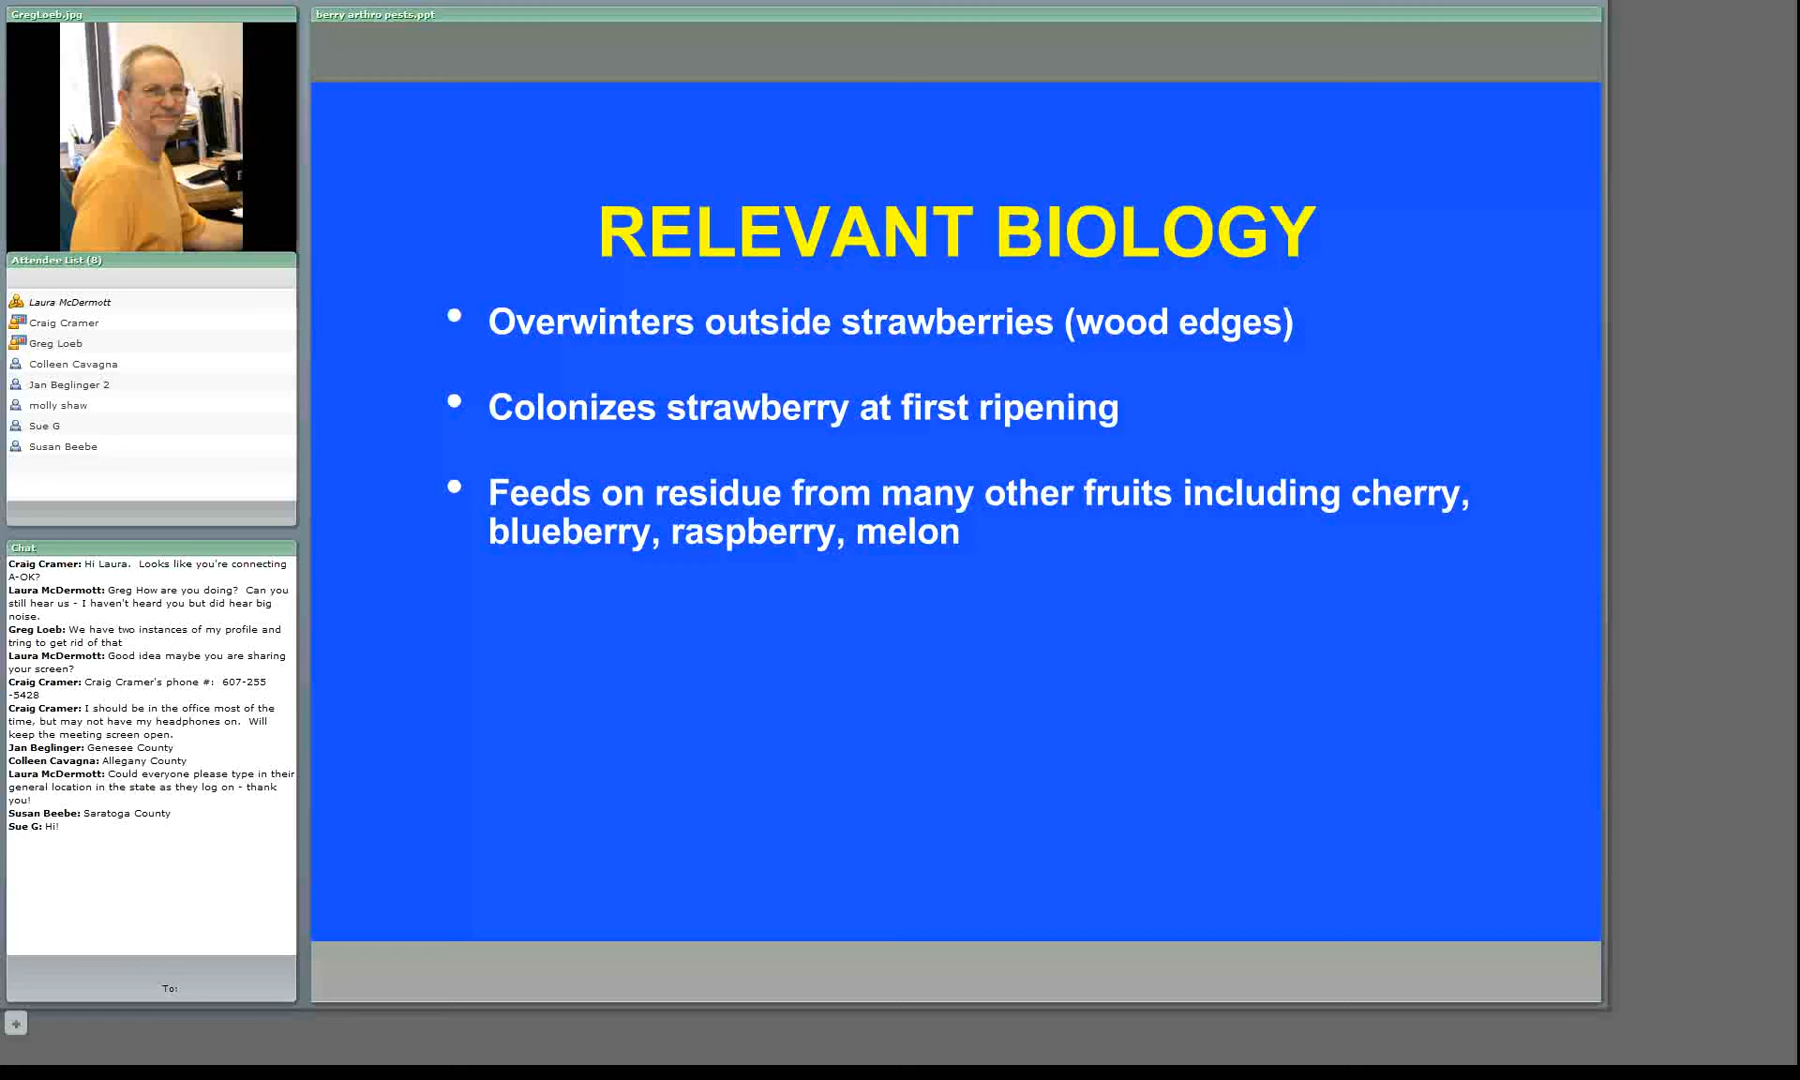 GregLoeb.jpg
berry arthro pests.ppt
Attendee List (8)
Laura McDermott
Craig Cramer
Greg Loeb
Colleen Cavagna
Jan Beglinger 2
molly shaw
Sue G
Susan Beebe
Chat
Craig Cramer: Hi Laura.  Looks like you're connecting
A-OK?
Laura McDermott: Greg How are you doing?  Can you
still hear us - I haven't heard you but did hear big
noise.
Greg Loeb: We have two instances of my profile and
tring to get rid of that
Laura McDermott: Good idea maybe you are sharing
your screen?
Craig Cramer: Craig Cramer's phone #:  607-255
-5428
Craig Cramer: I should be in the office most of the
time, but may not have my headphones on.  Will
keep the meeting screen open.
Jan Beglinger: Genesee County
Colleen Cavagna: Allegany County
Laura McDermott: Could everyone please type in their
general location in the state as they log on - thank
you!
Susan Beebe: Saratoga County
Sue G: Hi!
To:
RELEVANT BIOLOGY
• Overwinters outside strawberries (wood edges)
• Colonizes strawberry at first ripening
• Feeds on residue from many other fruits including cherry,
blueberry, raspberry, melon